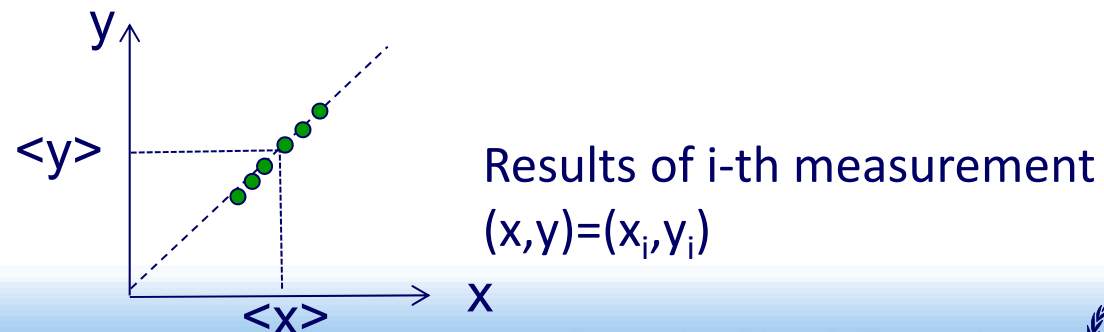 y
<y>
Results of i-th measurement
(x,y)=(xᵢ,yᵢ)
x
<x>